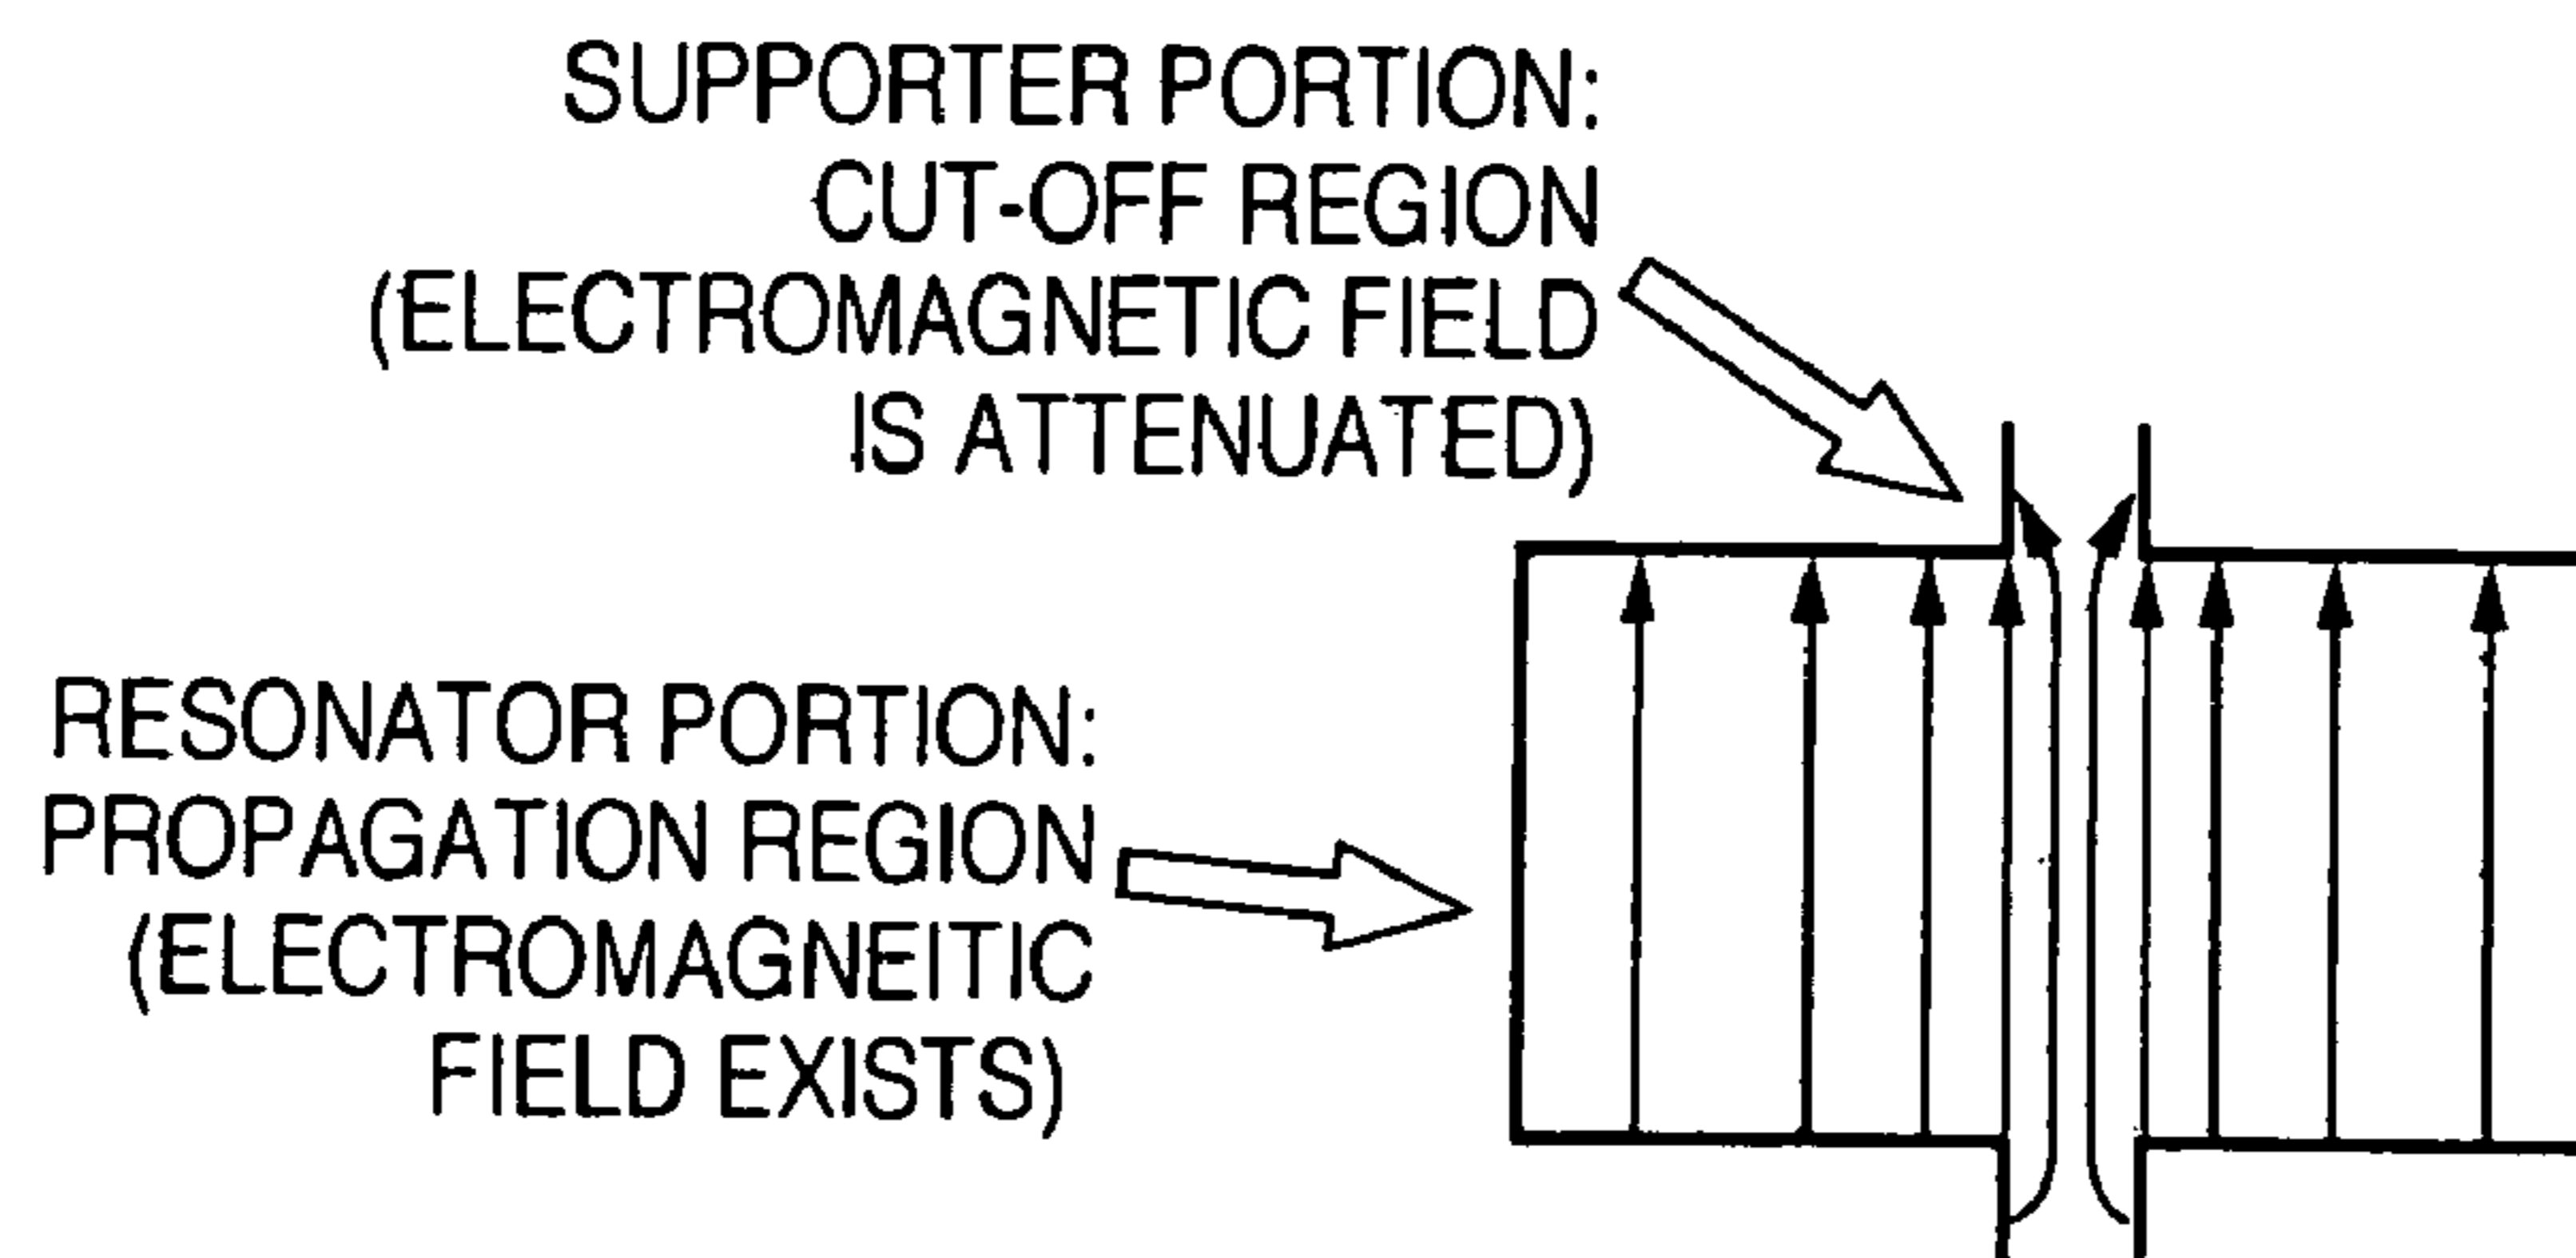 SUPPORTER PORTION:
CUT-OFF REGION
(ELECTROMAGNETIC FIELD
IS ATTENUATED)
RESONATOR PORTION:
PROPAGATION REGION
(ELECTROMAGNEITIC
FIELD EXISTS)